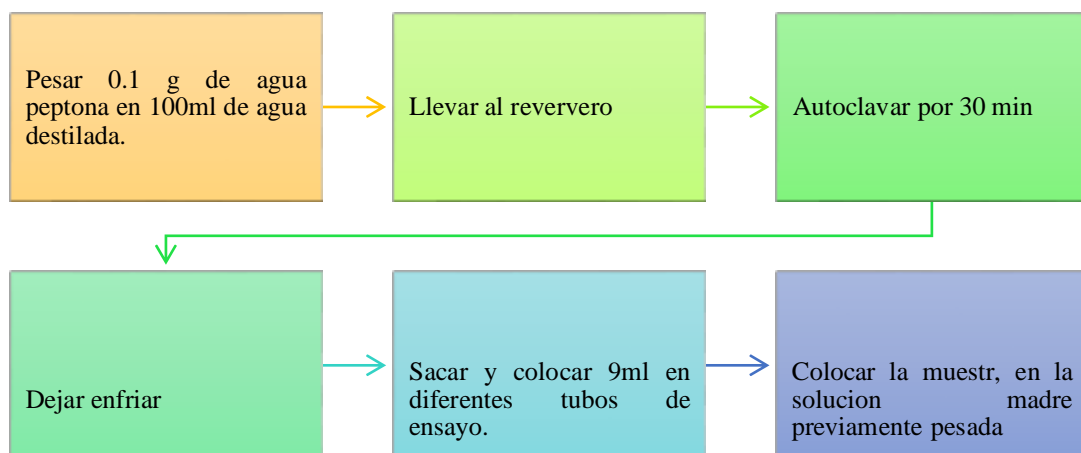 Pesar 0.1 g de agua
peptona en 100ml de agua
destilada.
Llevar al reververo
Autoclavar por 30 min
Dejar enfriar
Sacar y colocar 9ml en
diferentes tubos de
ensayo.
Colocar la muestr, en la
solucion madre
previamente pesada